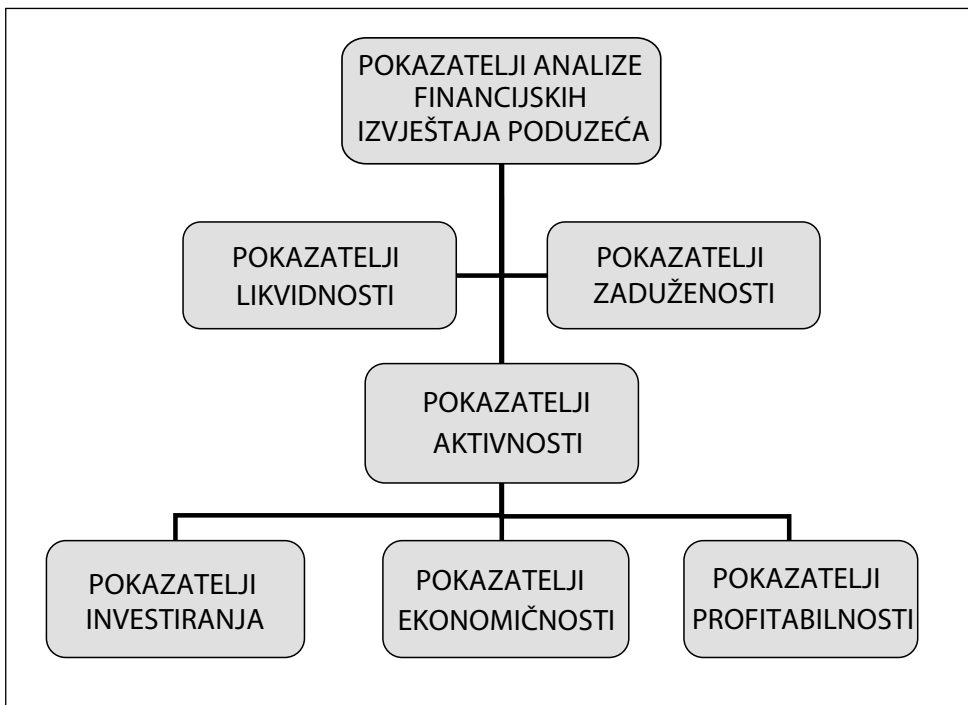 POKAZATELJI ANALIZE
FINANCIJSKIH
IZVJEŠTAJA PODUZEĆA
POKAZATELJI
LIKVIDNOSTI
POKAZATELJI
ZADUŽENOSTI
POKAZATELJI
AKTIVNOSTI
POKAZATELJI
INVESTIRANJA
POKAZATELJI
EKONOMIČNOSTI
POKAZATELJI
PROFITABILNOSTI